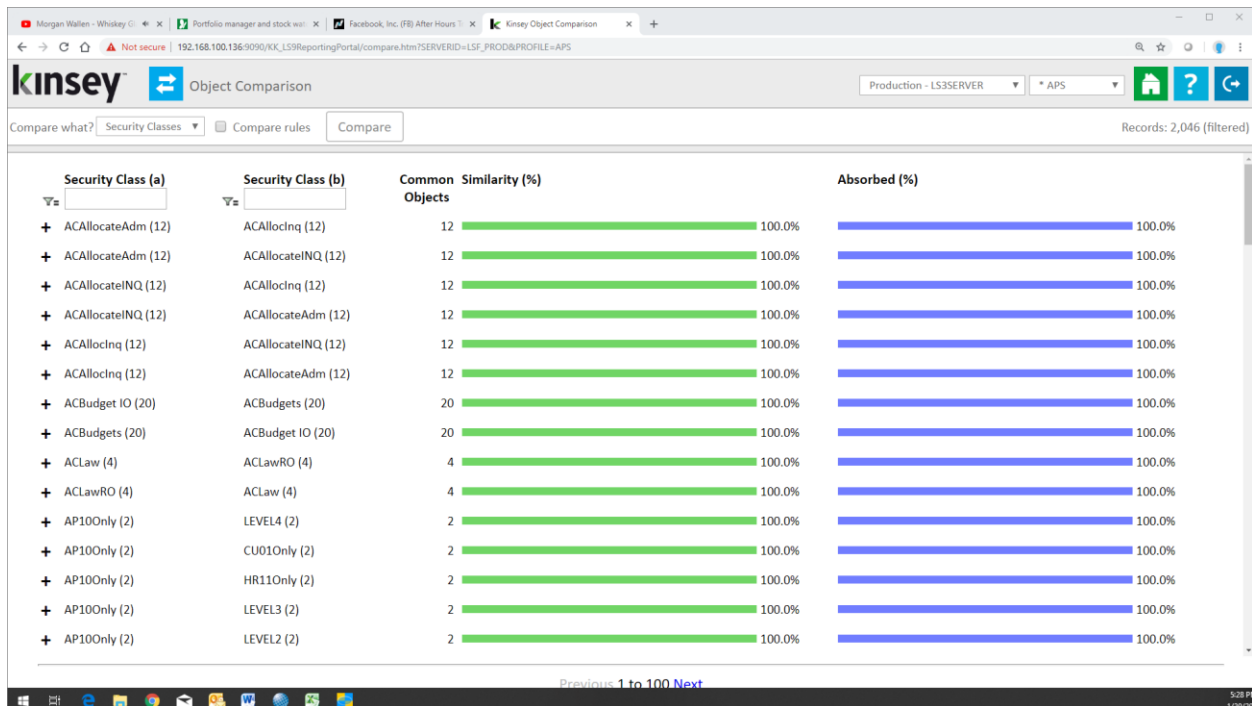 Morgan Wallen - Whiskey Gl
Portfolio manager and stock wat
Facebook, Inc. (FB) After Hours T
Kinsey Object Comparison
Not secure | 192.168.100.136:9090/KK_LS9ReportingPortal/compare.htm?SERVERID=LSF_PROD&PROFILE=APS
kinsey Object Comparison Production - LS3SERVER * APS ?
Compare what? Security Classes Compare rules Compare Records: 2,046 (filtered)
Security Class (a) Security Class (b) Common Similarity (%) Absorbed (%)
Objects
+ ACAllocateAdm (12) ACAllocInq (12) 12 100.0% 100.0%
+ ACAllocateAdm (12) ACAllocateINQ (12) 12 100.0% 100.0%
+ ACAllocateINQ (12) ACAllocInq (12) 12 100.0% 100.0%
+ ACAllocateINQ (12) ACAllocateAdm (12) 12 100.0% 100.0%
+ ACAllocInq (12) ACAllocateINQ (12) 12 100.0% 100.0%
+ ACAllocInq (12) ACAllocateAdm (12) 12 100.0% 100.0%
+ ACBudget IO (20) ACBudgets (20) 20 100.0% 100.0%
+ ACBudgets (20) ACBudget IO (20) 20 100.0% 100.0%
+ ACLaw (4) ACLawRO (4) 4 100.0% 100.0%
+ ACLawRO (4) ACLaw (4) 4 100.0% 100.0%
+ AP10Only (2) LEVEL4 (2) 2 100.0% 100.0%
+ AP10Only (2) CU01Only (2) 2 100.0% 100.0%
+ AP10Only (2) HR11Only (2) 2 100.0% 100.0%
+ AP10Only (2) LEVEL3 (2) 2 100.0% 100.0%
+ AP10Only (2) LEVEL2 (2) 2 100.0% 100.0%
Previous 1 to 100 Next
5:28 P